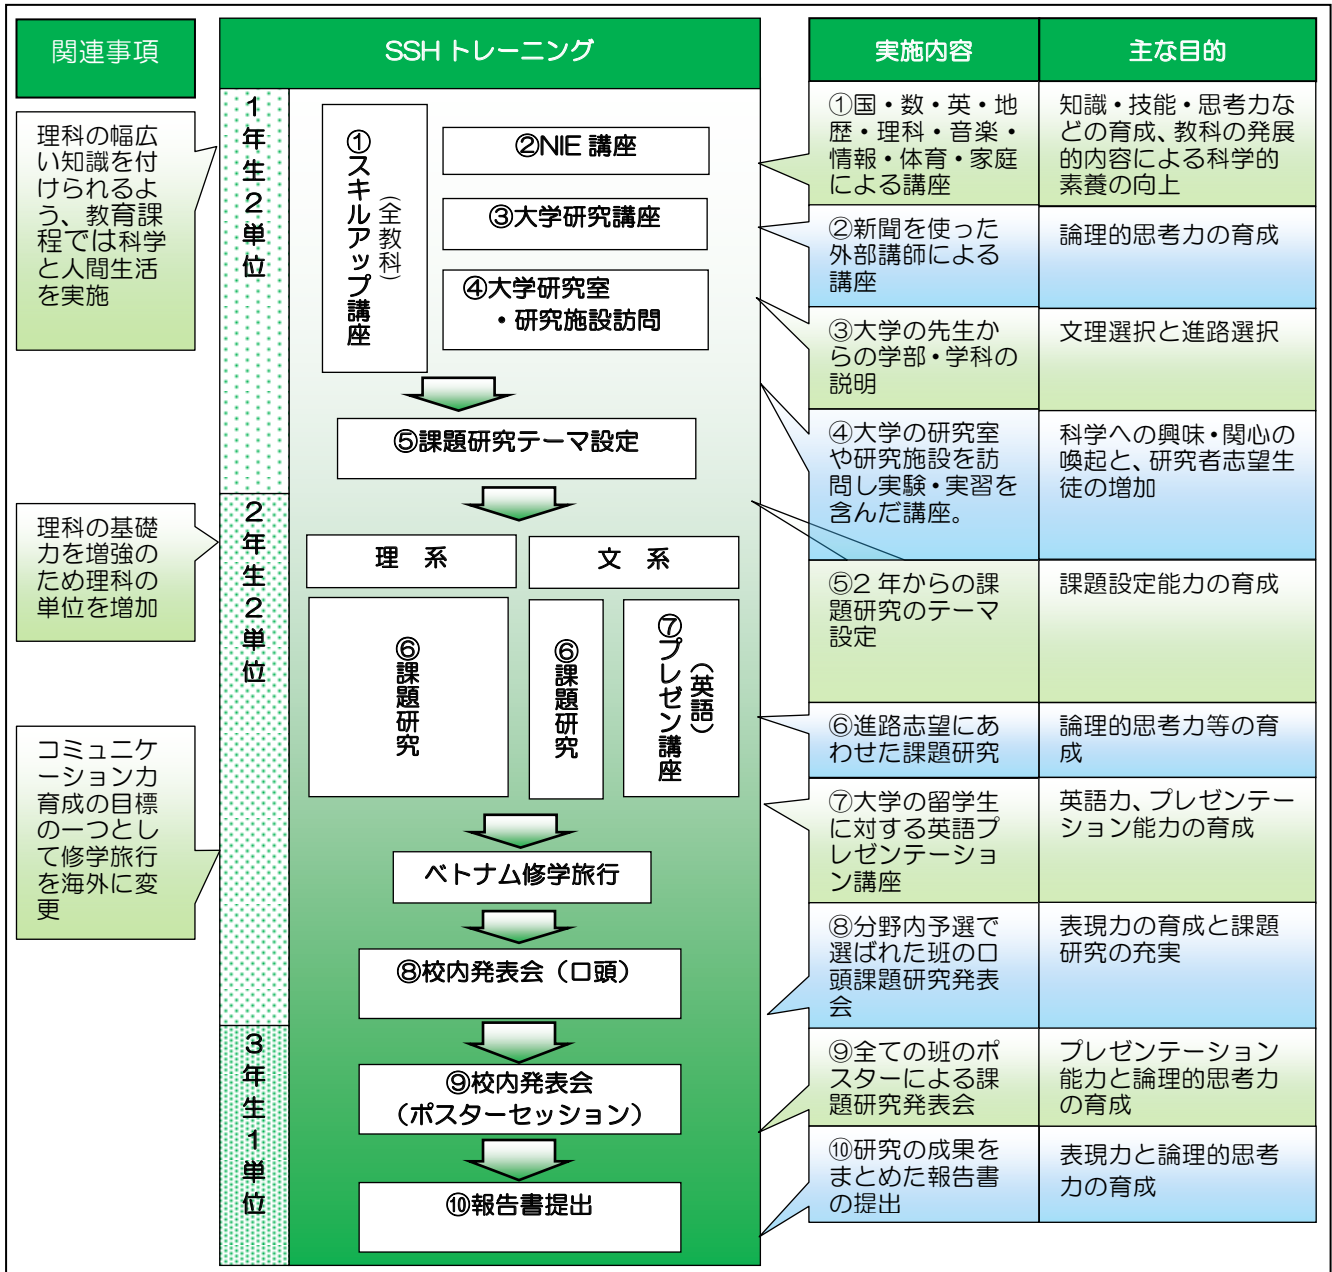 関連事項
理科の幅広
い知識を付
けられるよ
う、教育課
程では科学
と人間生活
を実施
理科の基礎
力を増強の
ため理科の
単位を増加
コミュニケ
ーション力
育成の目標
の一つとし
て修学旅行
を海外に変
更
SSHトレーニング
1年生2単位
①スキルアップ講座
（全教科）
②NIE 講座
③大学研究講座
④大学研究室
・研究施設訪問
⑤課題研究テーマ設定
2年生2単位
理 系
文 系
⑥課題研究
⑥課題研究
⑦プレゼン講座
（英語）
ベトナム修学旅行
⑧校内発表会（口頭）
3年生1単位
⑨校内発表会
（ポスターセッション）
⑩報告書提出
実施内容
主な目的
①国・数・英・地
歴・理科・音楽・
情報・体育・家庭
による講座
知識・技能・思考力な
どの育成、教科の発展
的内容による科学的
素養の向上
②新聞を使った
外部講師による
講座
論理的思考力の育成
③大学の先生か
らの学部・学科の
説明
文理選択と進路選択
④大学の研究室
や研究施設を訪
問し実験・実習を
含んだ講座。
科学への興味・関心の
喚起と、研究者志望生
徒の増加
⑤2 年からの課
題研究のテーマ
設定
課題設定能力の育成
⑥進路志望にあ
わせた課題研究
論理的思考力等の育
成
⑦大学の留学生
に対する英語プ
レゼンテーショ
ン講座
英語力、プレゼンテー
ション能力の育成
⑧分野内予選で
選ばれた班の口
頭課題研究発表
会
表現力の育成と課題
研究の充実
⑨全ての班のポ
スターによる課
題研究発表会
プレゼンテーション
能力と論理的思考力
の育成
⑩研究の成果を
まとめた報告書
の提出
表現力と論理的思考
力の育成